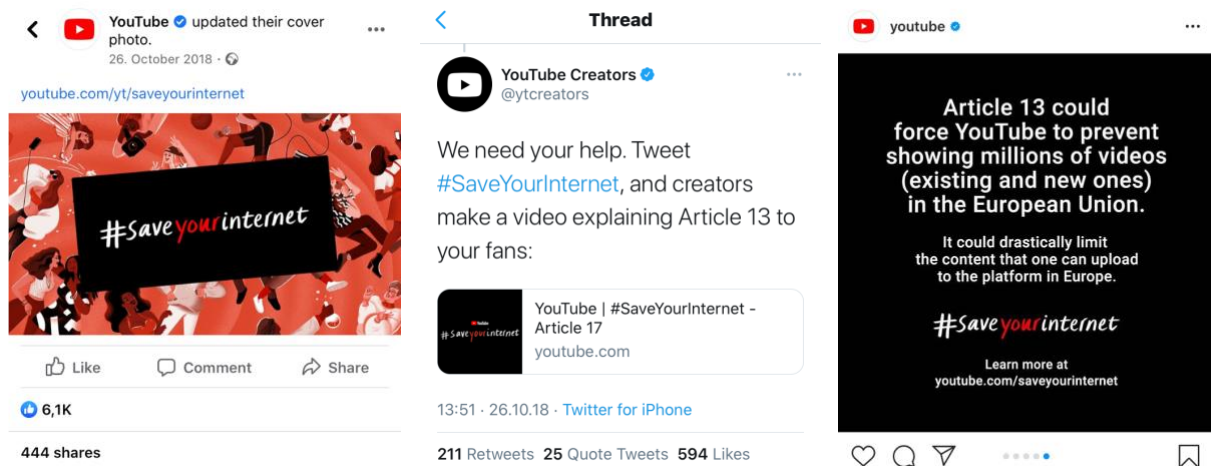 YouTube updated their cover
photo.
26. October 2018 ·
youtube.com/yt/saveyourinternet
#saveyourinternet
Like
Comment
Share
6,1K
444 shares
Thread
YouTube Creators
@ytcreators
We need your help. Tweet
#SaveYourInternet, and creators
make a video explaining Article 13 to
your fans:
YouTube
#saveyourinternet
YouTube | #SaveYourInternet -
Article 17
youtube.com
13:51 · 26.10.18 · Twitter for iPhone
211 Retweets 25 Quote Tweets 594 Likes
youtube
Article 13 could
force YouTube to prevent
showing millions of videos
(existing and new ones)
in the European Union.
It could drastically limit
the content that one can upload
to the platform in Europe.
#saveyourinternet
Learn more at
youtube.com/saveyourinternet